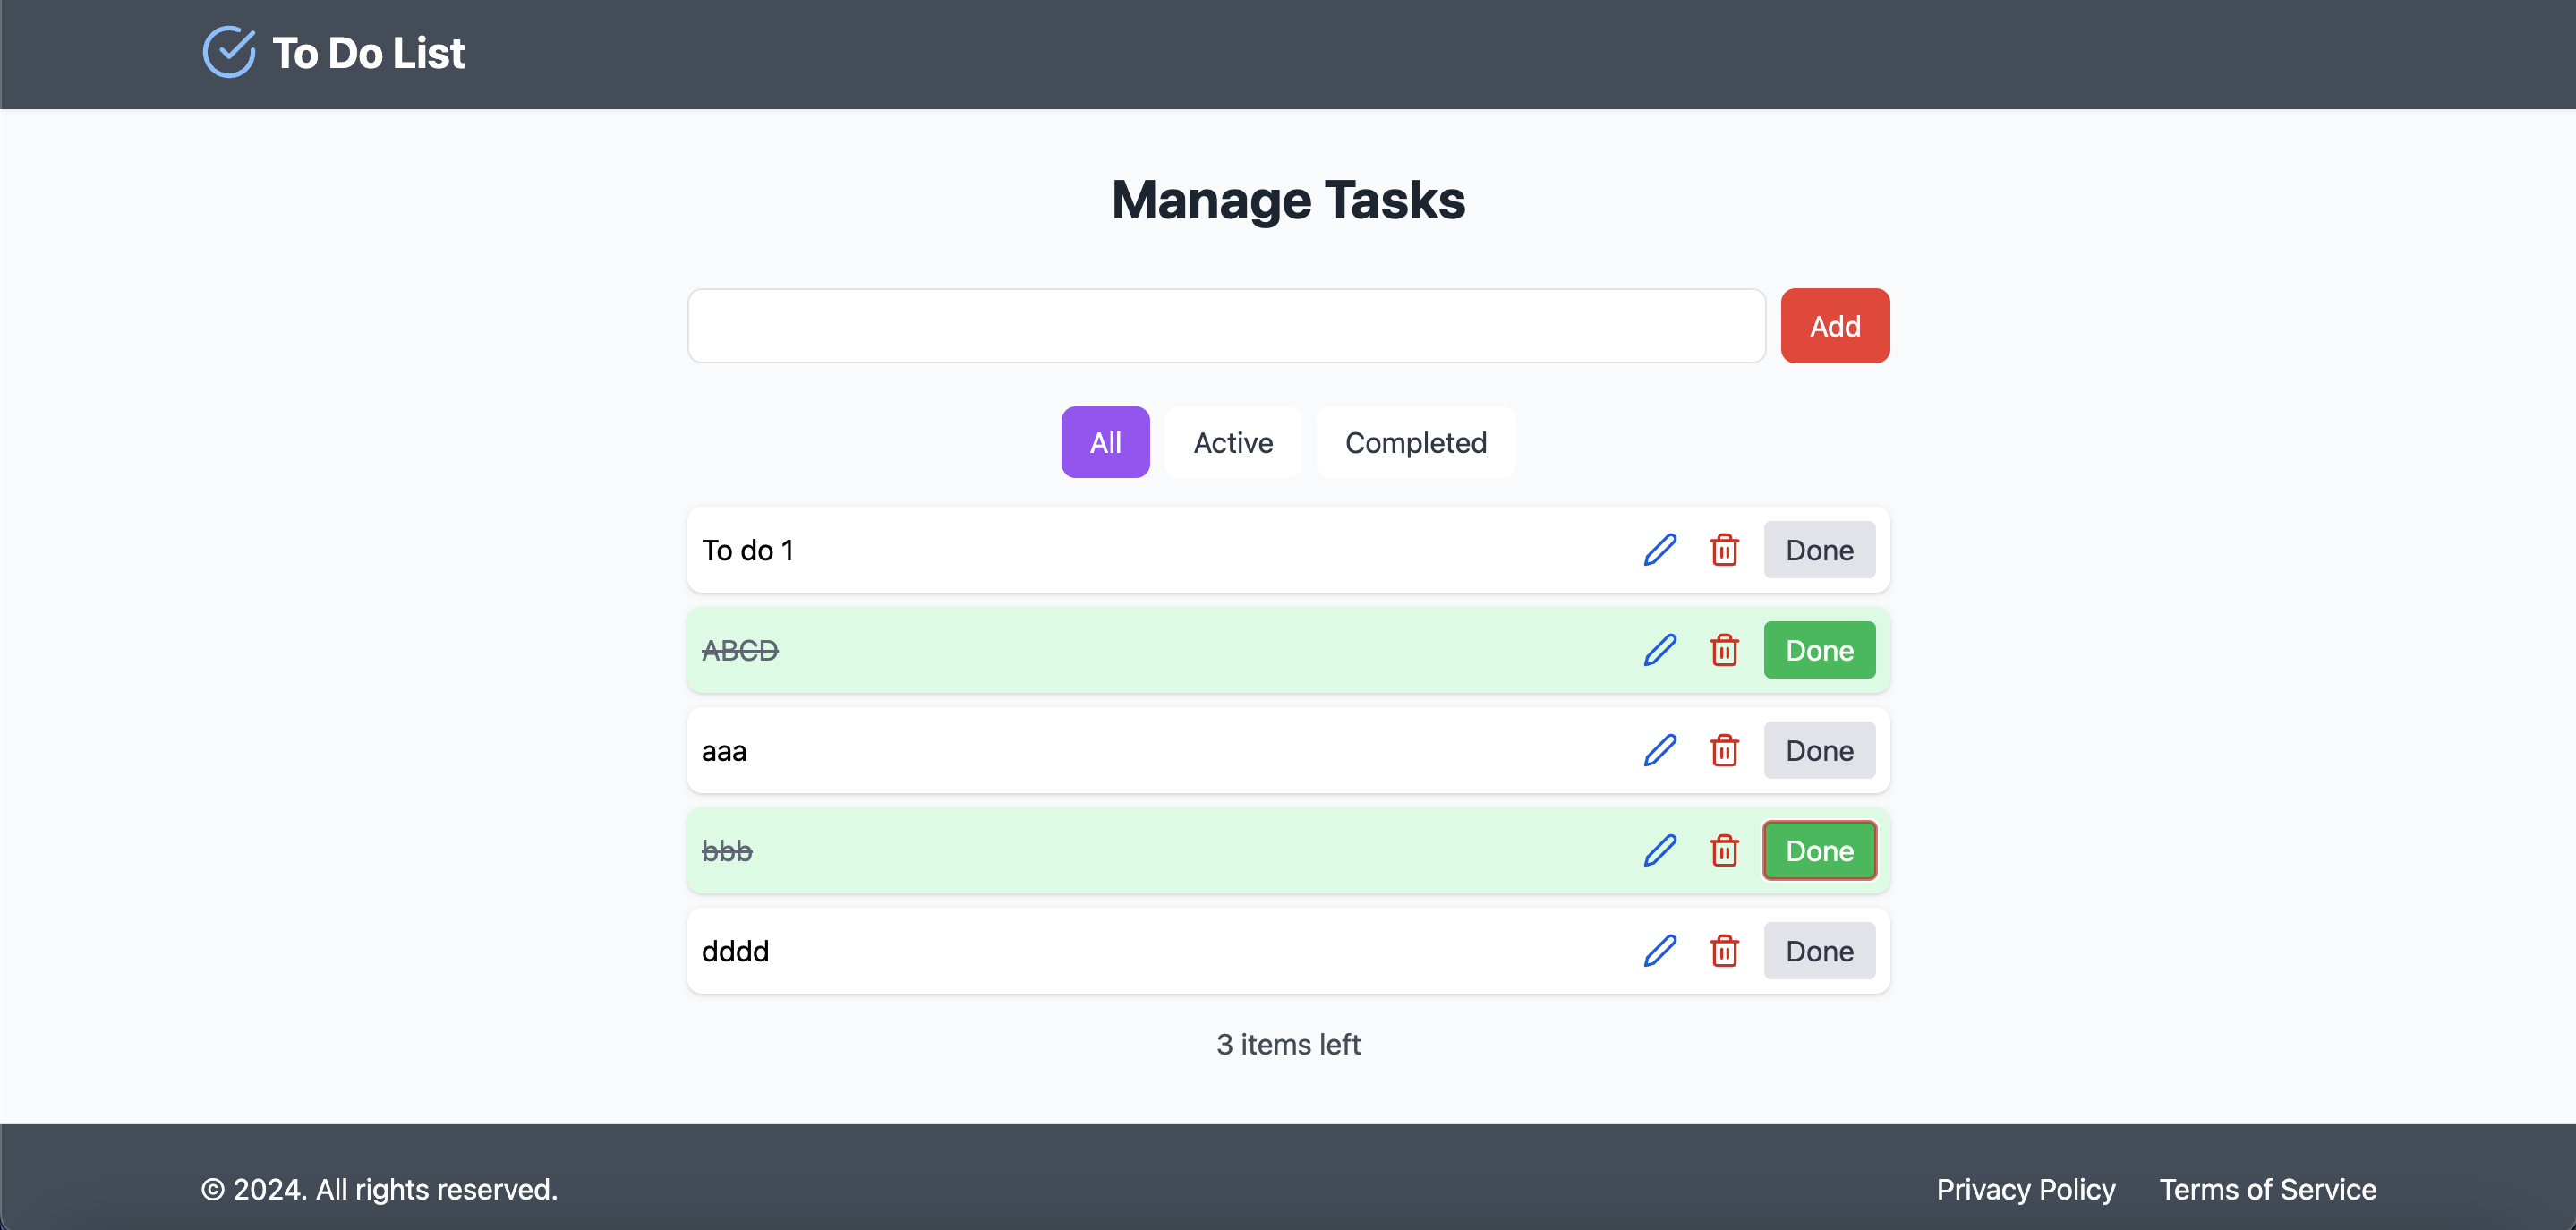 To Do List
Manage Tasks
Add
All Active Completed
To do 1 Done
ABCD Done
aaa Done
bbb Done
dddd Done
3 items left
© 2024. All rights reserved. Privacy Policy Terms of Service